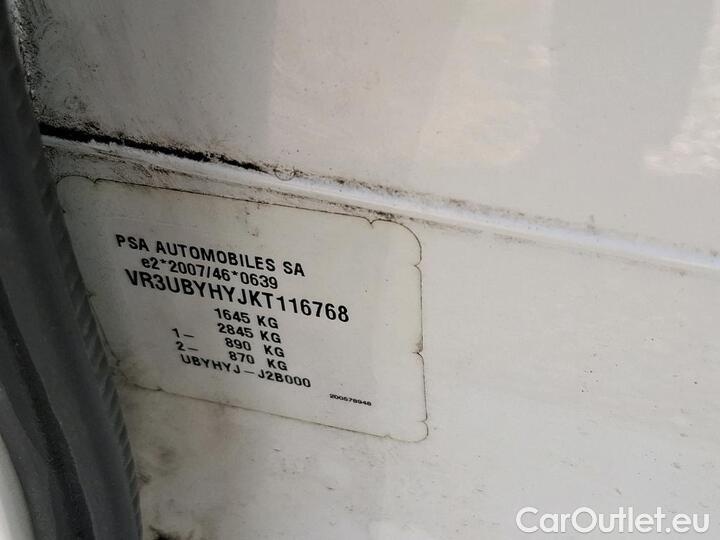 PSA AUTOMOBILES SA
e2*2007/46*0639
VR3UBYHYJKT116768
1645 KG
2845 KG
1- 890 KG
2- 870 KG
UBYHYJ-J2B000
200578948
CarOutlet.eu